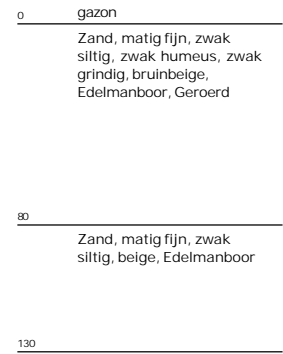 0 gazon
Zand, matig fijn, zwak
siltig, zwak humeus, zwak
grindig, bruinbeige,
Edelmanboor, Geroerd
80
Zand, matig fijn, zwak
siltig, beige, Edelmanboor
130